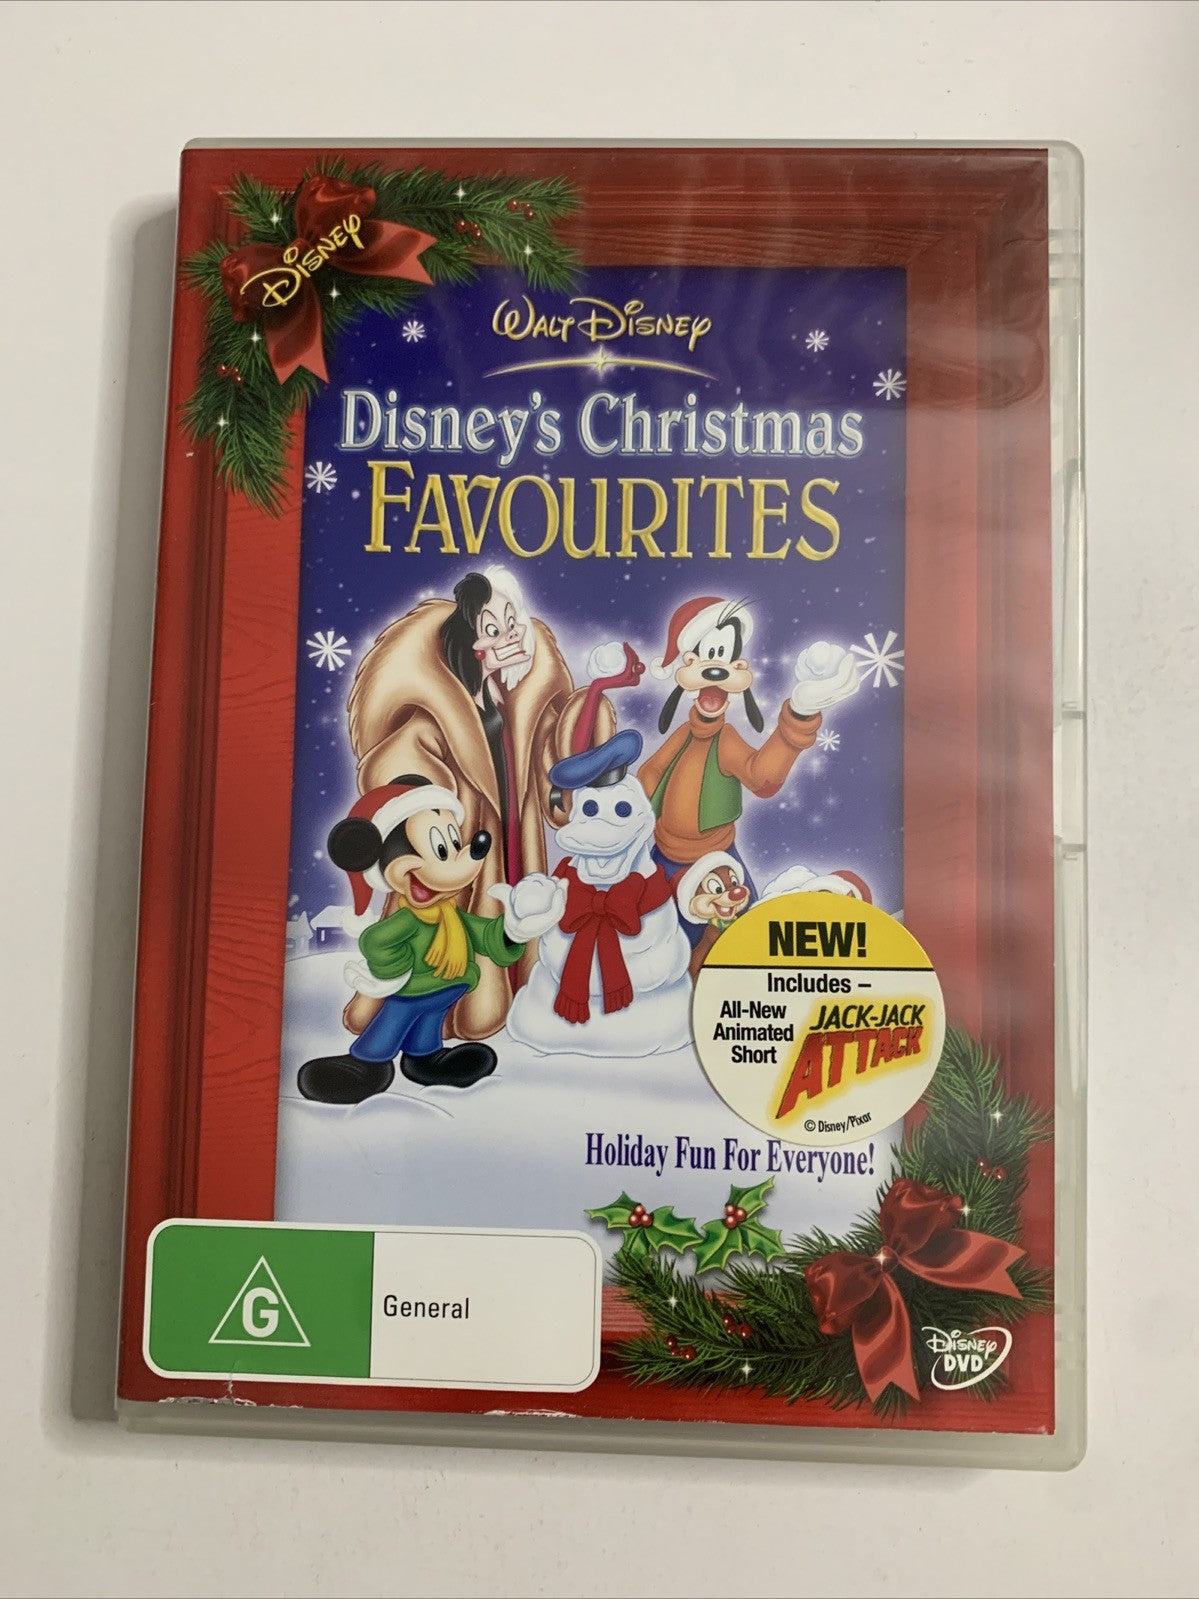 Disney
WALT DISNEY
Disney's Christmas
FAVOURITES
NEW!
Includes –
All-New
Animated
Short
JACK-JACK
ATTACK
© Disney/Pixar
Holiday Fun For Everyone!
G
General
Disney
DVD